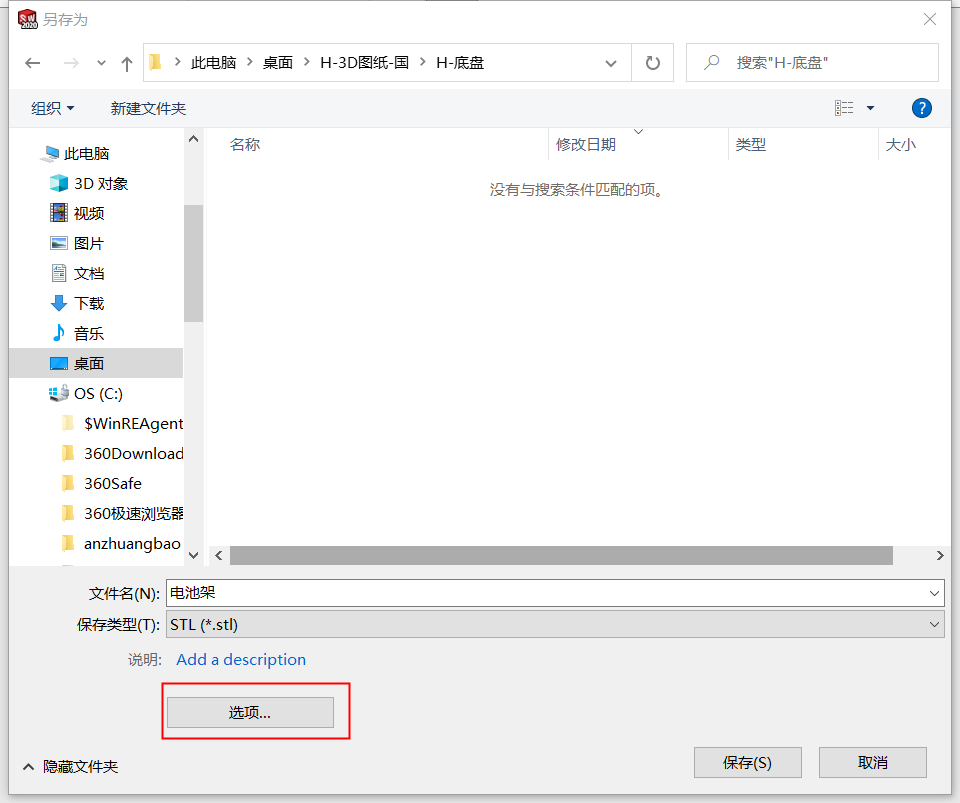 SW 2020 另存为
此电脑 > 桌面 > H-3D图纸-国 > H-底盘
搜索"H-底盘"
组织 新建文件夹
?
名称 修改日期 类型 大小
没有与搜索条件匹配的项。
此电脑
3D 对象
视频
图片
文档
下载
音乐
桌面
OS (C:)
$WinREAgent
360Download
360Safe
360极速浏览器
anzhuangbao
文件名(N): 电池架
保存类型(T): STL (*.stl)
说明: Add a description
选项...
隐藏文件夹
保存(S) 取消